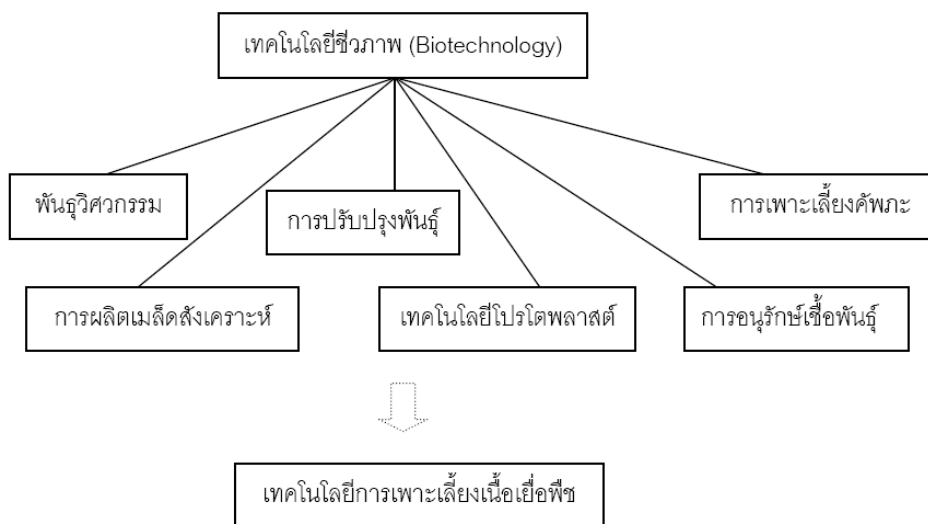 เทคโนโลยีชีวภาพ (Biotechnology)
พันธุวิศวกรรม
การปรับปรุงพันธุ์
การเพาะเลี้ยงคัพภะ
การผลิตเมล็ดสังเคราะห์
เทคโนโลยีโปรโตพลาสต์
การอนุรักษ์เชื้อพันธุ์
เทคโนโลยีการเพาะเลี้ยงเนื้อเยื่อพืช